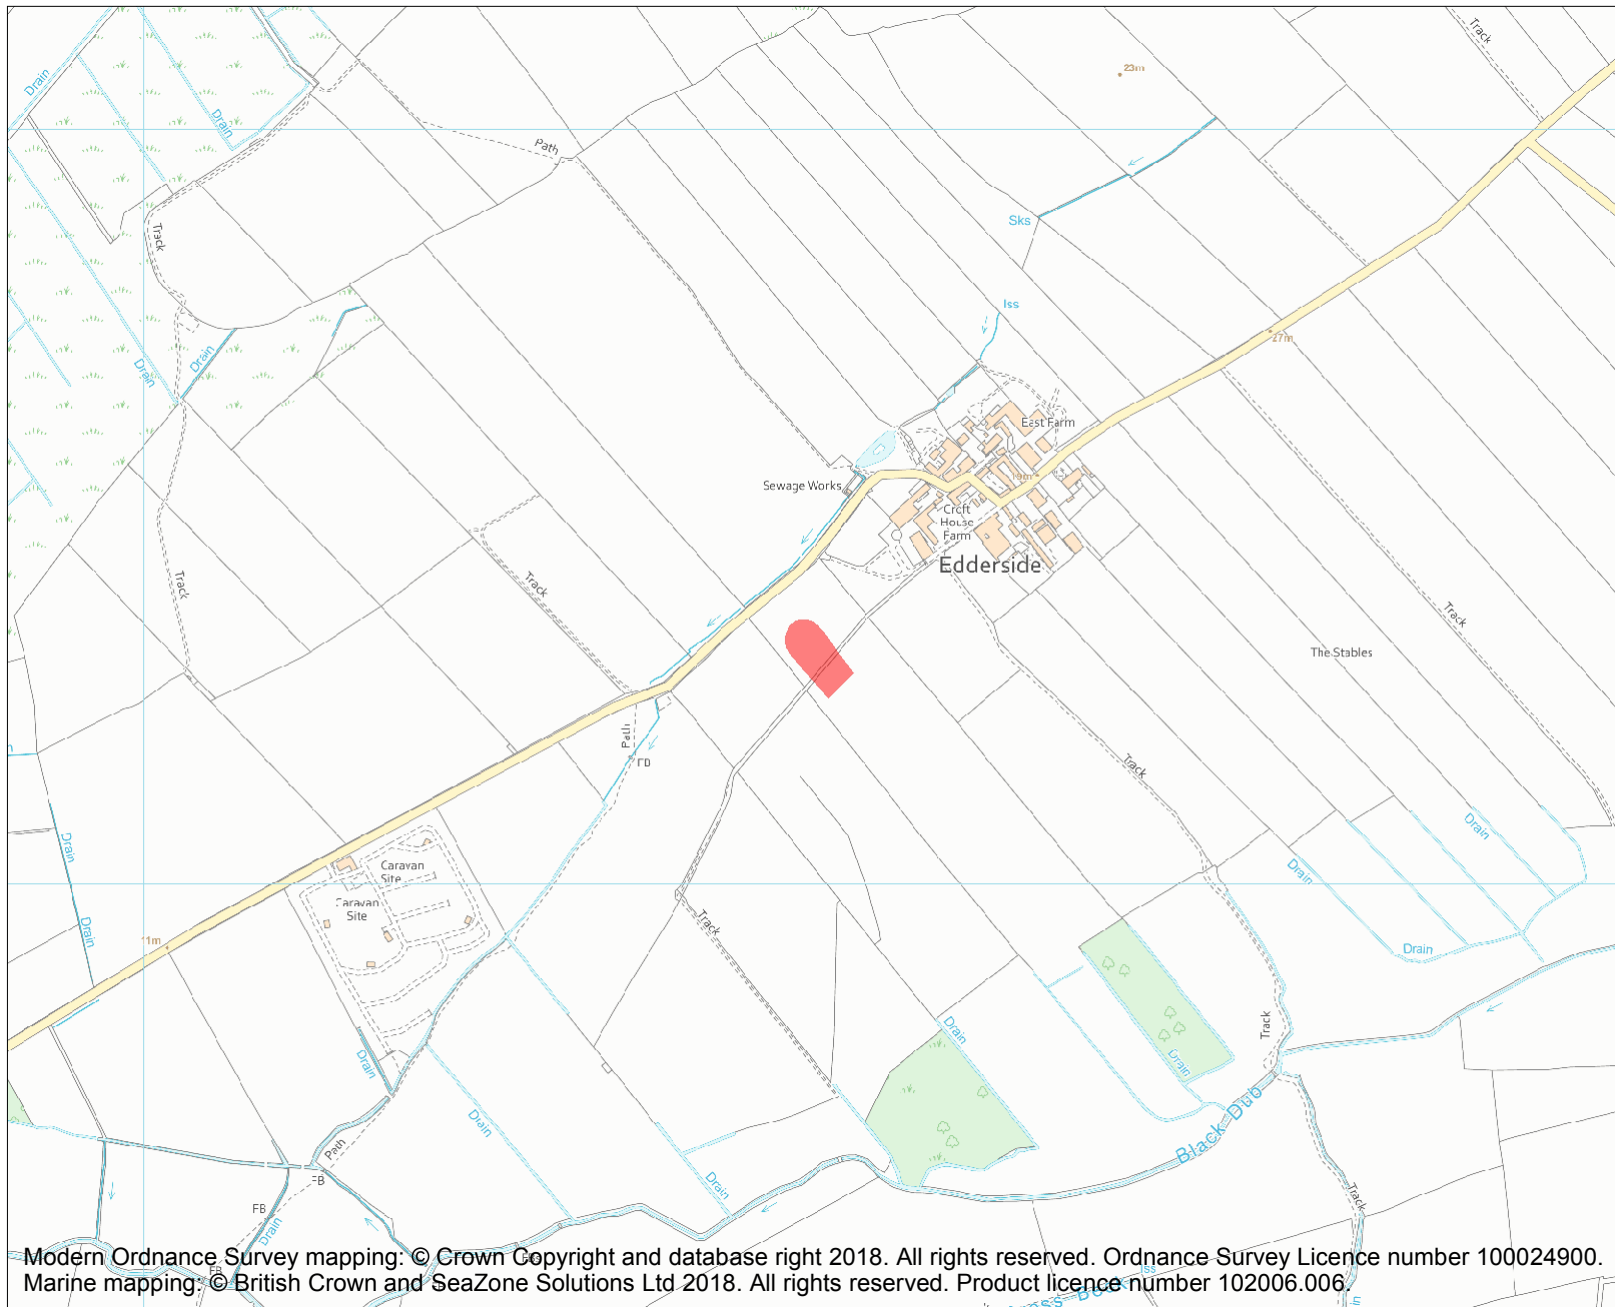 Track
23m
Drain
Drain
Path
Sks
Track
Iss
27m
Drain
Drain
East Farm
Sewage Works
Croft
House
Farm
Edderside
Track
Track
Track
The Stables
Path
Track
Drain
Drain
Drain
Caravan
Site
Caravan
Site
Track
Drain
Drain
Drain
Track
Drain
Drain
Drain
Black Dub
Path
FB
Drain
Track
FB
Drain
FB
Iss
Modern Ordnance Survey mapping: © Crown Copyright and database right 2018. All rights reserved. Ordnance Survey Licence number 100024900.
Marine mapping: © British Crown and SeaZone Solutions Ltd 2018. All rights reserved. Product licence number 102006.006.